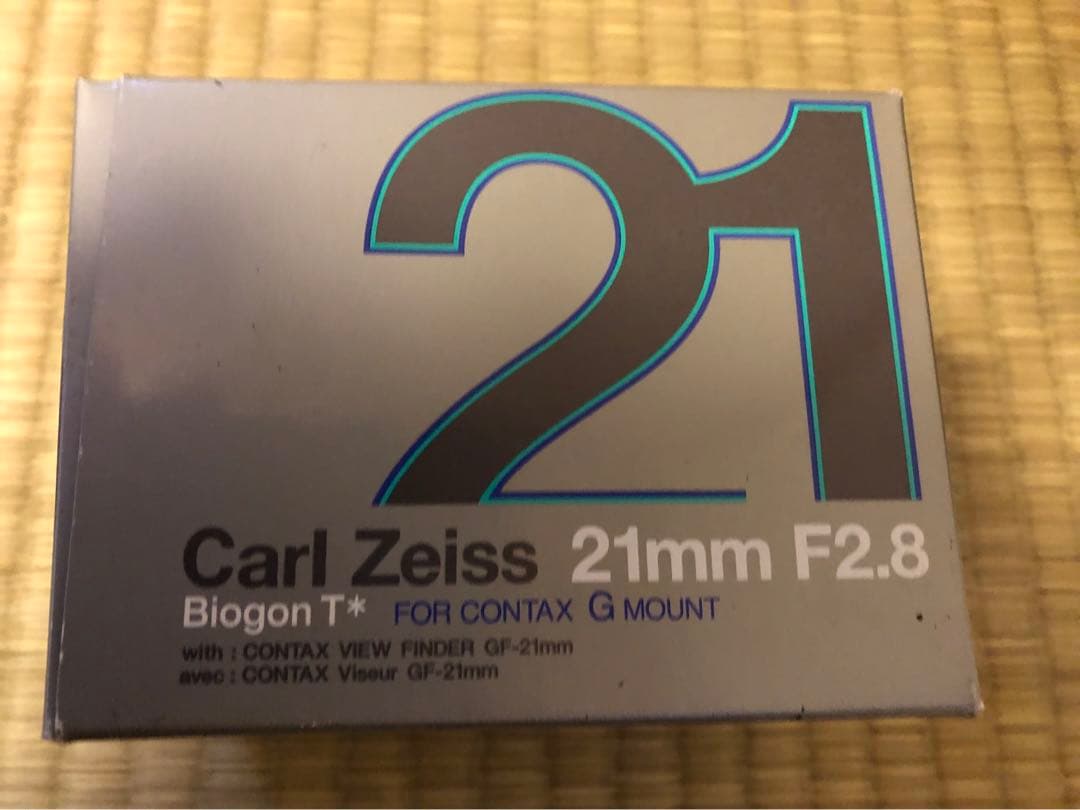 21
Carl Zeiss 21mm F2.8
Biogon T* FOR CONTAX G MOUNT
with : CONTAX VIEW FINDER GF-21mm
avec : CONTAX Viseur GF-21mm